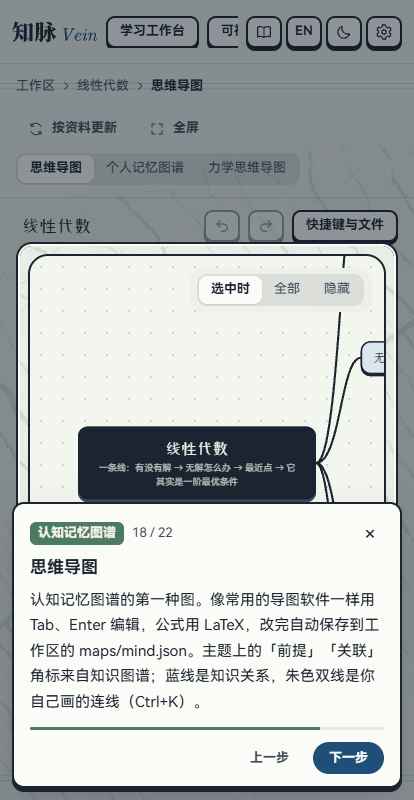 知脉 Vein 学习工作台 EN
工作区 > 线性代数 > 思维导图
按资料更新 全屏
思维导图 个人记忆图谱 力学思维导图
线性代数 快捷键与文件
选中时 全部 隐藏
无
线性代数
一条线：有没有解 → 无解怎么办 → 最近点 → 它
其实是一阶最优条件
认知记忆图谱 18 / 22 ×
思维导图
认知记忆图谱的第一种图。像常用的导图软件一样用
Tab、Enter 编辑，公式用 LaTeX，改完自动保存到工
作区的 maps/mind.json。主题上的「前提」「关联」
角标来自知识图谱；蓝线是知识关系，朱色双线是你
自己画的连线（Ctrl+K）。
上一步 下一步